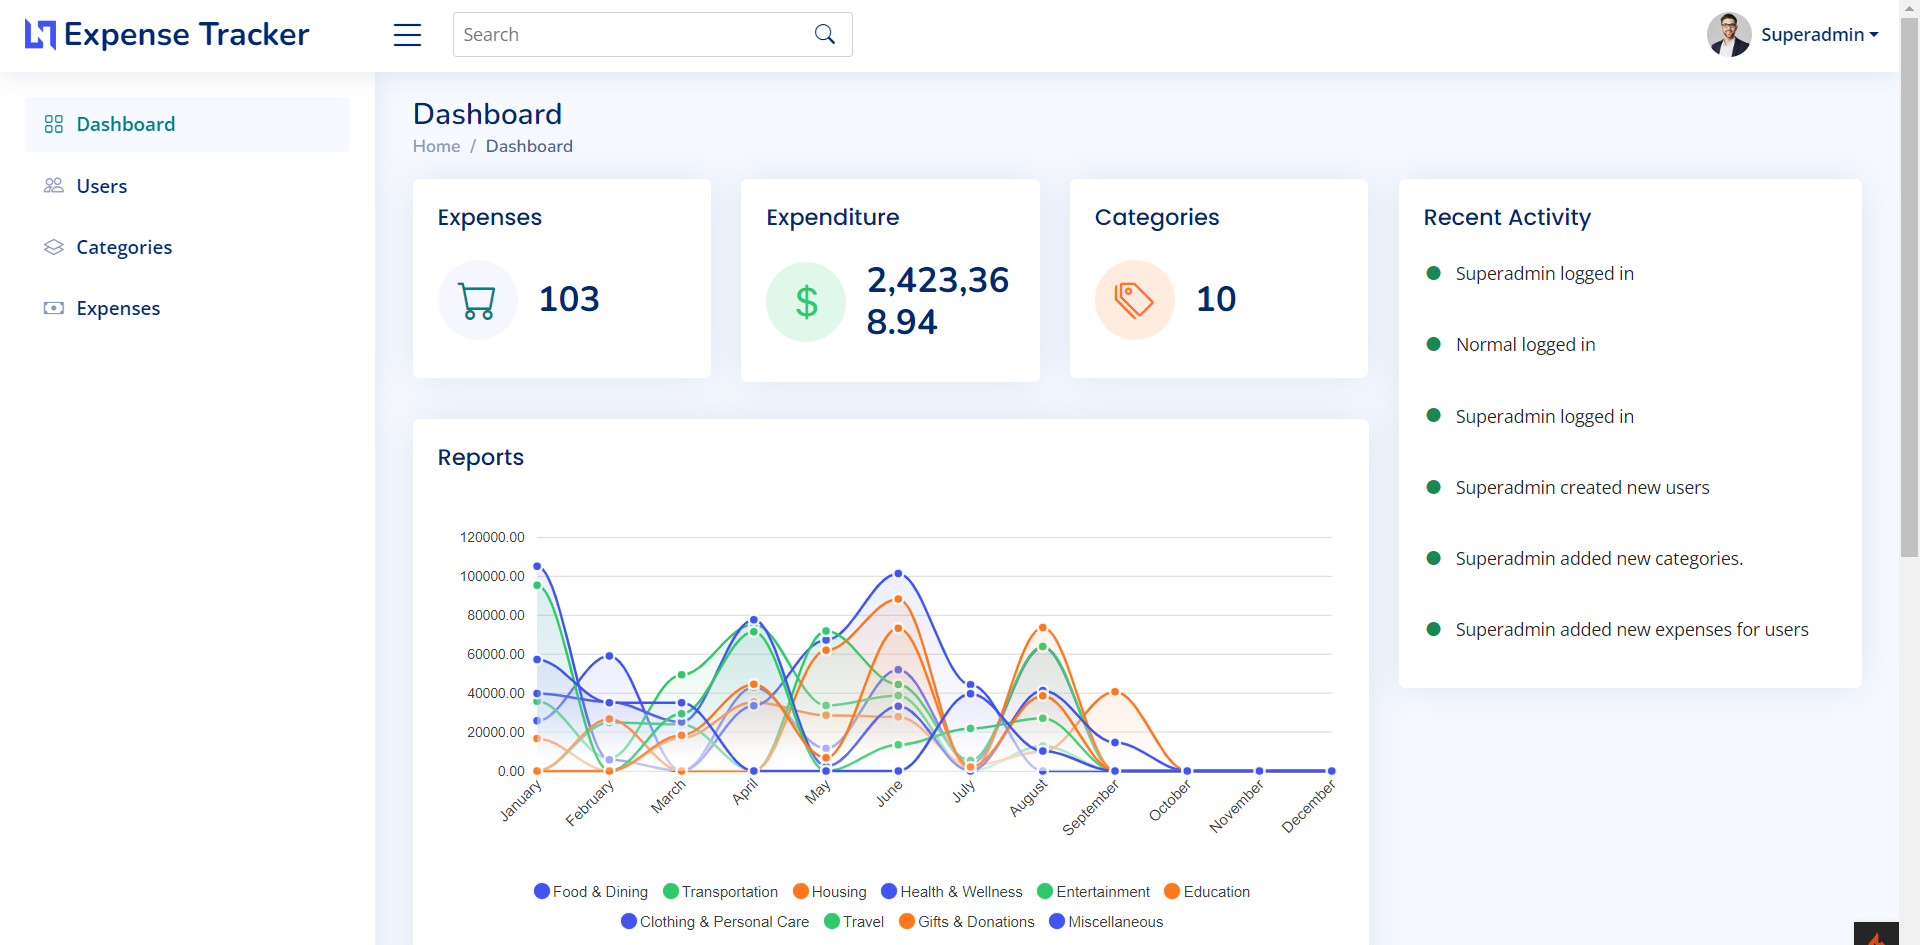 Expense Tracker
Search
Superadmin
Dashboard
Users
Categories
Expenses
Dashboard
Home / Dashboard
Expenses
103
Expenditure
2,423,36
8.94
Categories
10
Recent Activity
Superadmin logged in
Normal logged in
Superadmin logged in
Superadmin created new users
Superadmin added new categories.
Superadmin added new expenses for users
Reports
120000.00
100000.00
80000.00
60000.00
40000.00
20000.00
0.00
January
February
March
April
May
June
July
August
September
October
November
December
Food & Dining Transportation Housing Health & Wellness Entertainment Education
Clothing & Personal Care Travel Gifts & Donations Miscellaneous